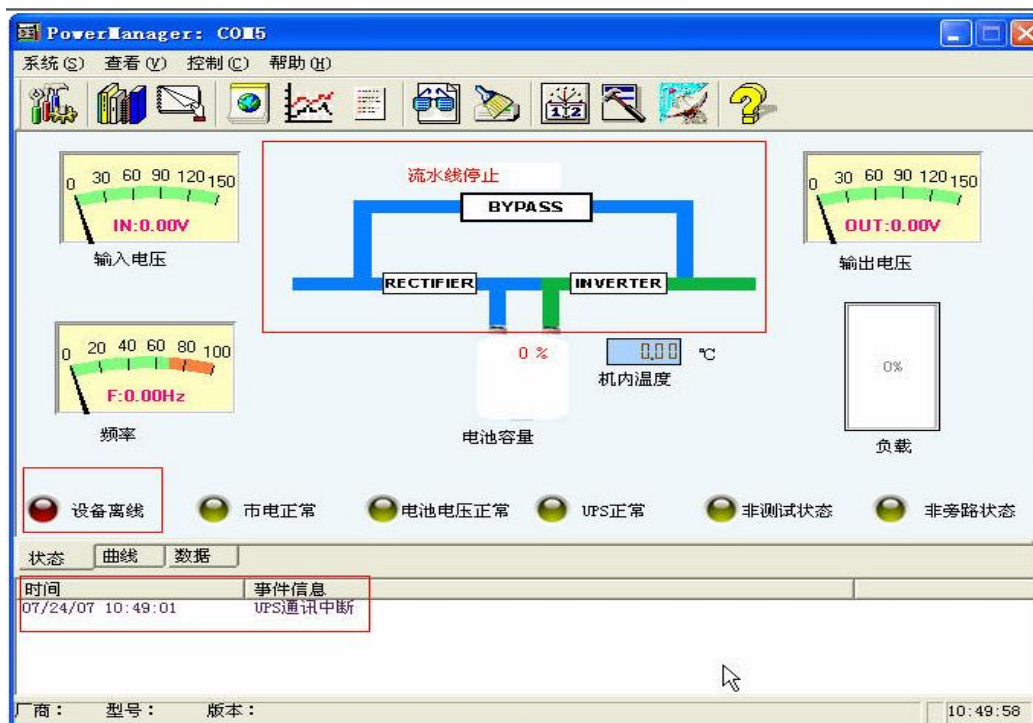 PowerManager: COM5
系统(S) 查看(V) 控制(C) 帮助(H)
0 30 60 90 120 150
IN:0.00V
输入电压
流水线停止
BYPASS
RECTIFIER
INVERTER
0 30 60 90 120 150
OUT:0.00V
输出电压
0 20 40 60 80 100
F:0.00Hz
频率
0 %
电池容量
0.00 ℃
机内温度
0%
负载
设备离线 市电正常 电池电压正常 UPS正常 非测试状态 非旁路状态
状态 曲线 数据
时间 事件信息
07/24/07 10:49:01 UPS通讯中断
厂商： 型号： 版本： 10:49:58